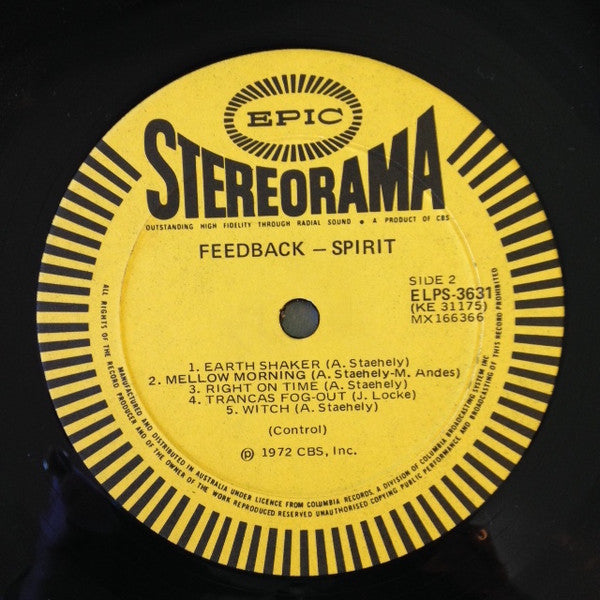 EPIC
STEREORAMA
OUTSTANDING HIGH FIDELITY THROUGH RADIAL SOUND • A PRODUCT OF CBS
FEEDBACK – SPIRIT
SIDE 2
ELPS-3631
(KE 31175)
MX166366
1. EARTH SHAKER (A. Staehely)
2. MELLOW MORNING (A. Staehely-M. Andes)
3. RIGHT ON TIME (A. Staehely)
4. TRANCAS FOG-OUT (J. Locke)
5. WITCH (A. Staehely)
(Control)
℗ 1972 CBS, Inc.
MANUFACTURED AND DISTRIBUTED IN AUSTRALIA UNDER LICENCE FROM COLUMBIA RECORDS, A DIVISION OF COLUMBIA BROADCASTING SYSTEM INC
ALL RIGHTS OF THE RECORD PRODUCER AND OF THE OWNER OF THE WORK REPRODUCED RESERVED UNAUTHORISED COPYING PUBLIC PERFORMANCE AND BROADCASTING OF THIS RECORD PROHIBITED